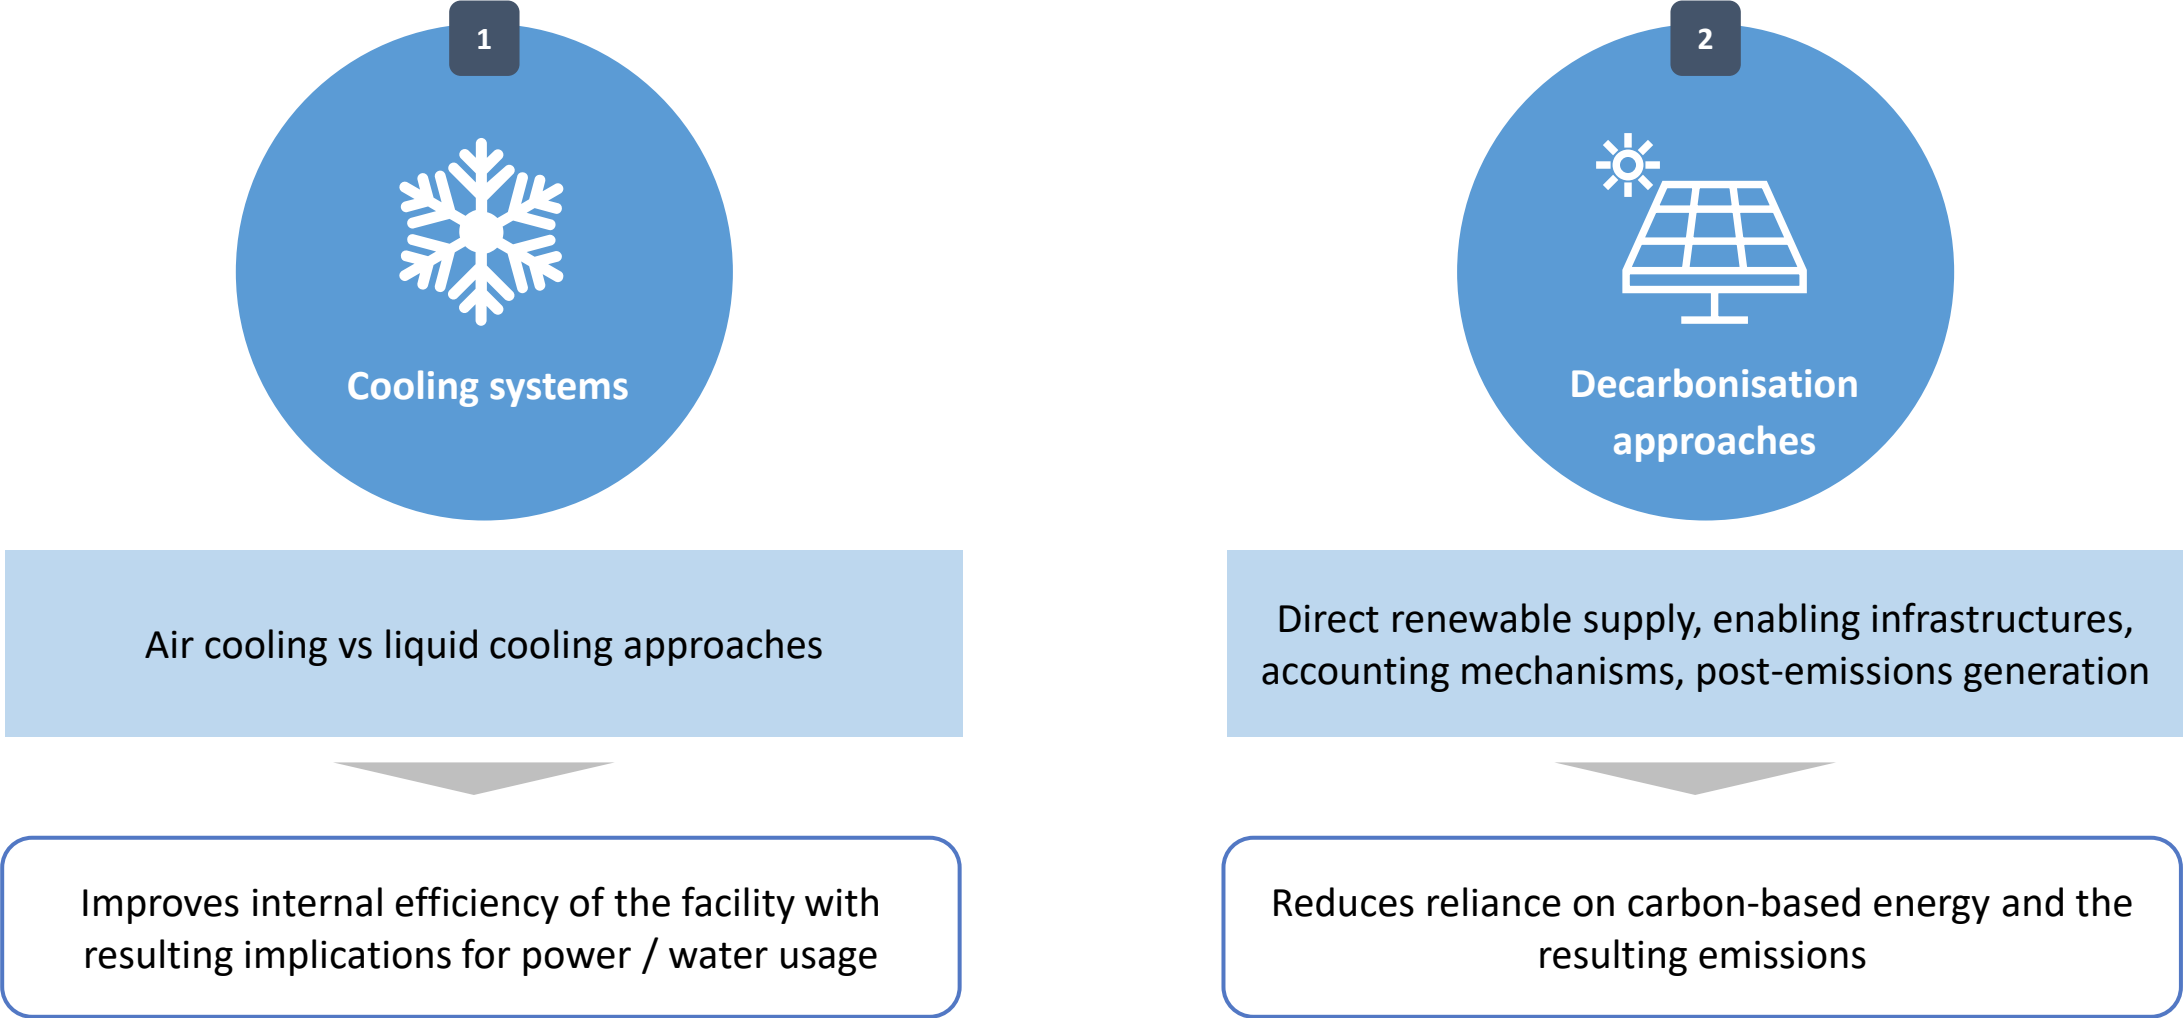 1
Cooling systems
Air cooling vs liquid cooling approaches
Improves internal efficiency of the facility with
resulting implications for power / water usage
2
Decarbonisation
approaches
Direct renewable supply, enabling infrastructures,
accounting mechanisms, post-emissions generation
Reduces reliance on carbon-based energy and the
resulting emissions